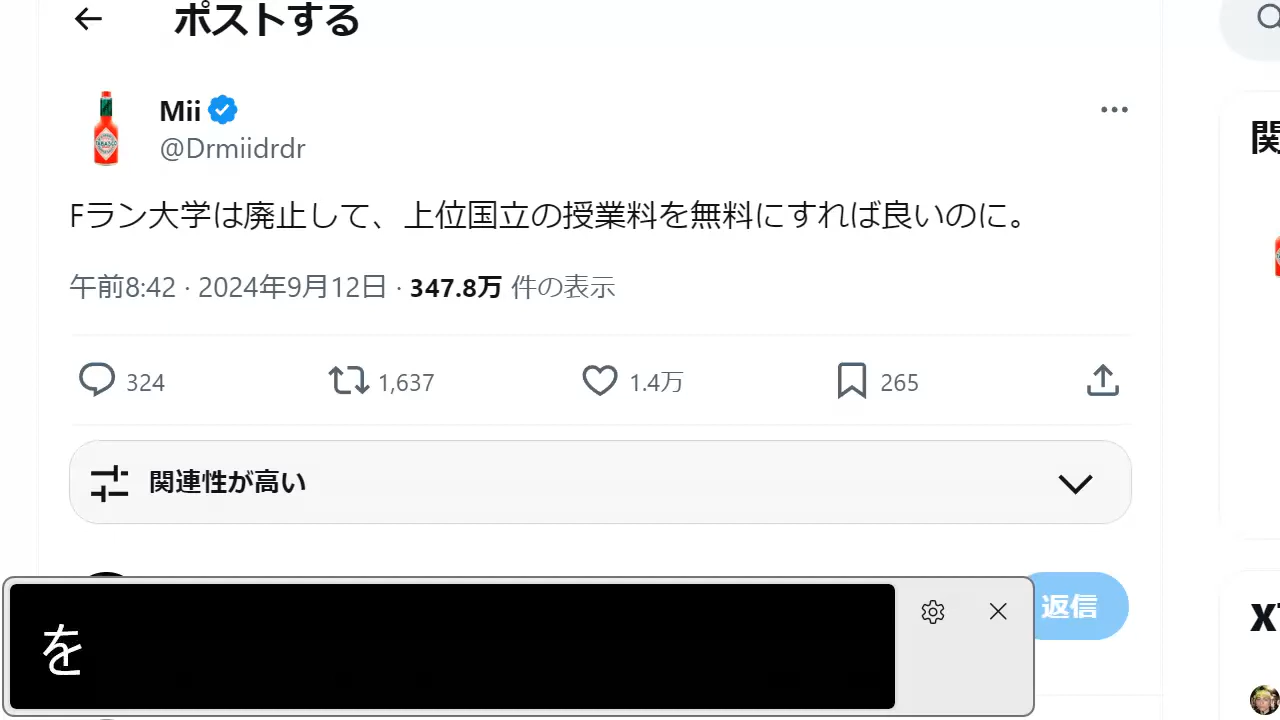 ポストする
Mii
@Drmiidrdr
Fラン大学は廃止して、上位国立の授業料を無料にすれば良いのに。
午前8:42 · 2024年9月12日 · 347.8万 件の表示
324 1,637 1.4万 265
関連性が高い
返信
を
関
X
TABASCO